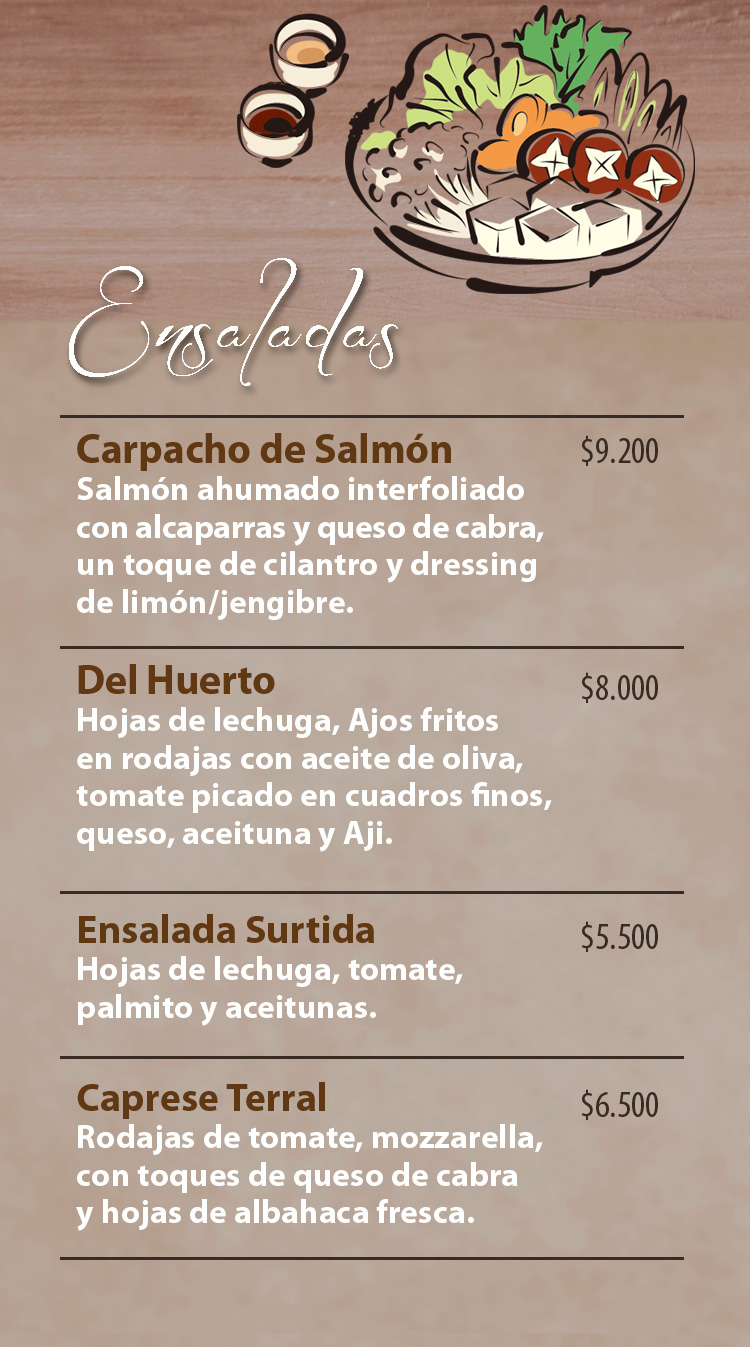 Ensaladas
Carpacho de Salmón $9.200
Salmón ahumado interfoliado
con alcaparras y queso de cabra,
un toque de cilantro y dressing
de limón/jengibre.
Del Huerto $8.000
Hojas de lechuga, Ajos fritos
en rodajas con aceite de oliva,
tomate picado en cuadros finos,
queso, aceituna y Aji.
Ensalada Surtida $5.500
Hojas de lechuga, tomate,
palmito y aceitunas.
Caprese Terral $6.500
Rodajas de tomate, mozzarella,
con toques de queso de cabra
y hojas de albahaca fresca.